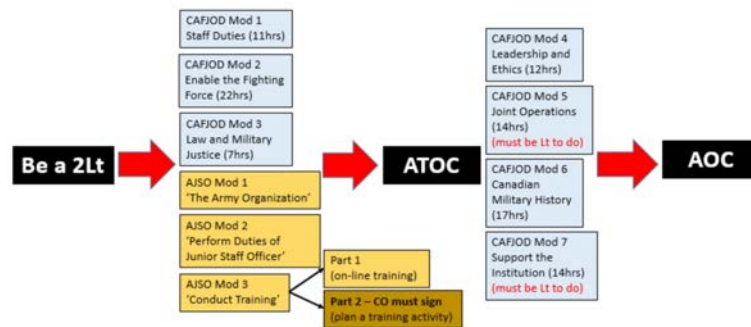 Be a 2Lt
CAFJOD Mod 1
Staff Duties (11hrs)
CAFJOD Mod 2
Enable the Fighting
Force (22hrs)
CAFJOD Mod 3
Law and Military
Justice (7hrs)
AJSO Mod 1
'The Army Organization'
AJSO Mod 2
'Perform Duties of
Junior Staff Officer'
AJSO Mod 3
'Conduct Training'
Part 1
(on-line training)
Part 2 – CO must sign
(plan a training activity)
ATOC
CAFJOD Mod 4
Leadership and
Ethics (12hrs)
CAFJOD Mod 5
Joint Operations
(14hrs)
(must be Lt to do)
CAFJOD Mod 6
Canadian
Military History
(17hrs)
CAFJOD Mod 7
Support the
Institution (14hrs)
(must be Lt to do)
AOC